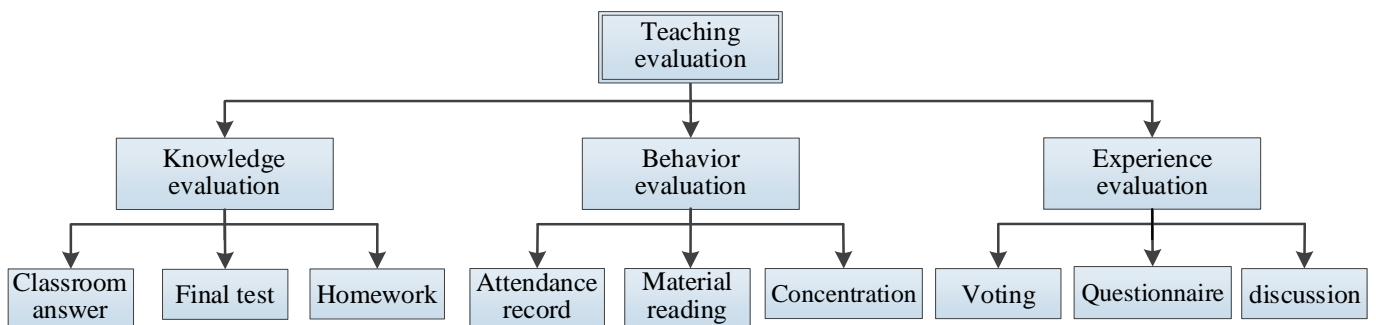 Teaching
evaluation
Knowledge
evaluation
Behavior
evaluation
Experience
evaluation
Classroom
answer
Final test
Homework
Attendance
record
Material
reading
Concentration
Voting
Questionnaire
discussion